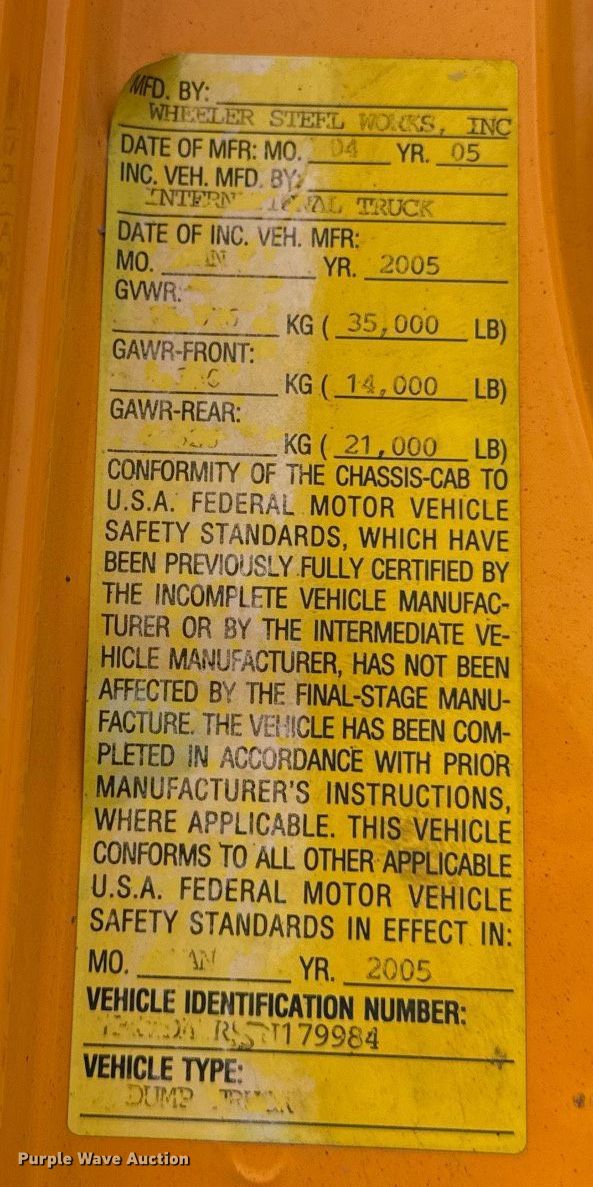 MFD. BY:
WHEELER STEEL WORKS, INC
DATE OF MFR: MO. 04 YR. 05
INC. VEH. MFD. BY:
INTERNATIONAL TRUCK
DATE OF INC. VEH. MFR:
MO. YR. 2005
GVWR:
KG ( 35,000 LB)
GAWR-FRONT:
KG ( 14,000 LB)
GAWR-REAR:
KG ( 21,000 LB)
CONFORMITY OF THE CHASSIS-CAB TO
U.S.A. FEDERAL MOTOR VEHICLE
SAFETY STANDARDS, WHICH HAVE
BEEN PREVIOUSLY FULLY CERTIFIED BY
THE INCOMPLETE VEHICLE MANUFAC-
TURER OR BY THE INTERMEDIATE VE-
HICLE MANUFACTURER, HAS NOT BEEN
AFFECTED BY THE FINAL-STAGE MANU-
FACTURE. THE VEHICLE HAS BEEN COM-
PLETED IN ACCORDANCE WITH PRIOR
MANUFACTURER'S INSTRUCTIONS,
WHERE APPLICABLE. THIS VEHICLE
CONFORMS TO ALL OTHER APPLICABLE
U.S.A. FEDERAL MOTOR VEHICLE
SAFETY STANDARDS IN EFFECT IN:
MO. YR. 2005
VEHICLE IDENTIFICATION NUMBER:
VEHICLE TYPE:
DUMP TRUCK
Purple Wave Auction